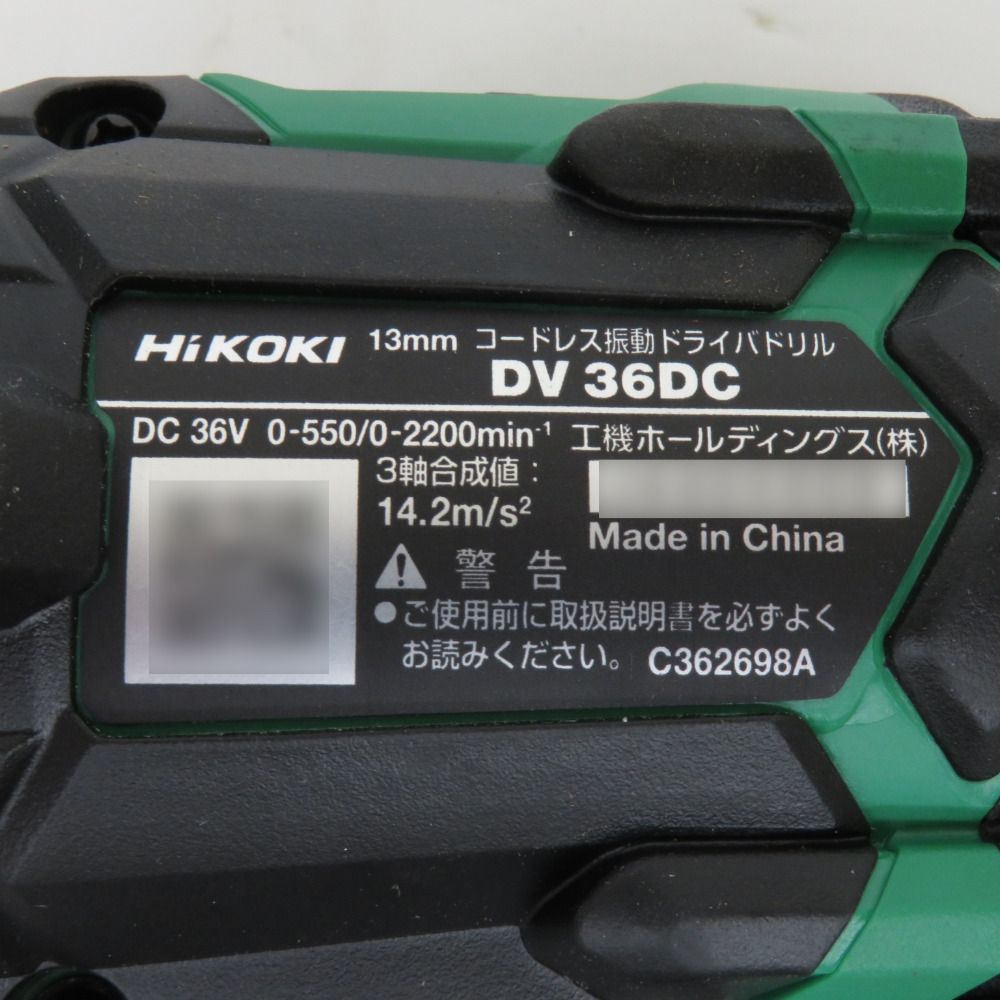 HiKOKI 13mm コードレス振動ドライバドリル
DV 36DC
DC 36V 0-550/0-2200min⁻¹ 工機ホールディングス(株)
3軸合成値：
14.2m/s²
Made in China
警告
●ご使用前に取扱説明書を必ずよく
お読みください。 C362698A